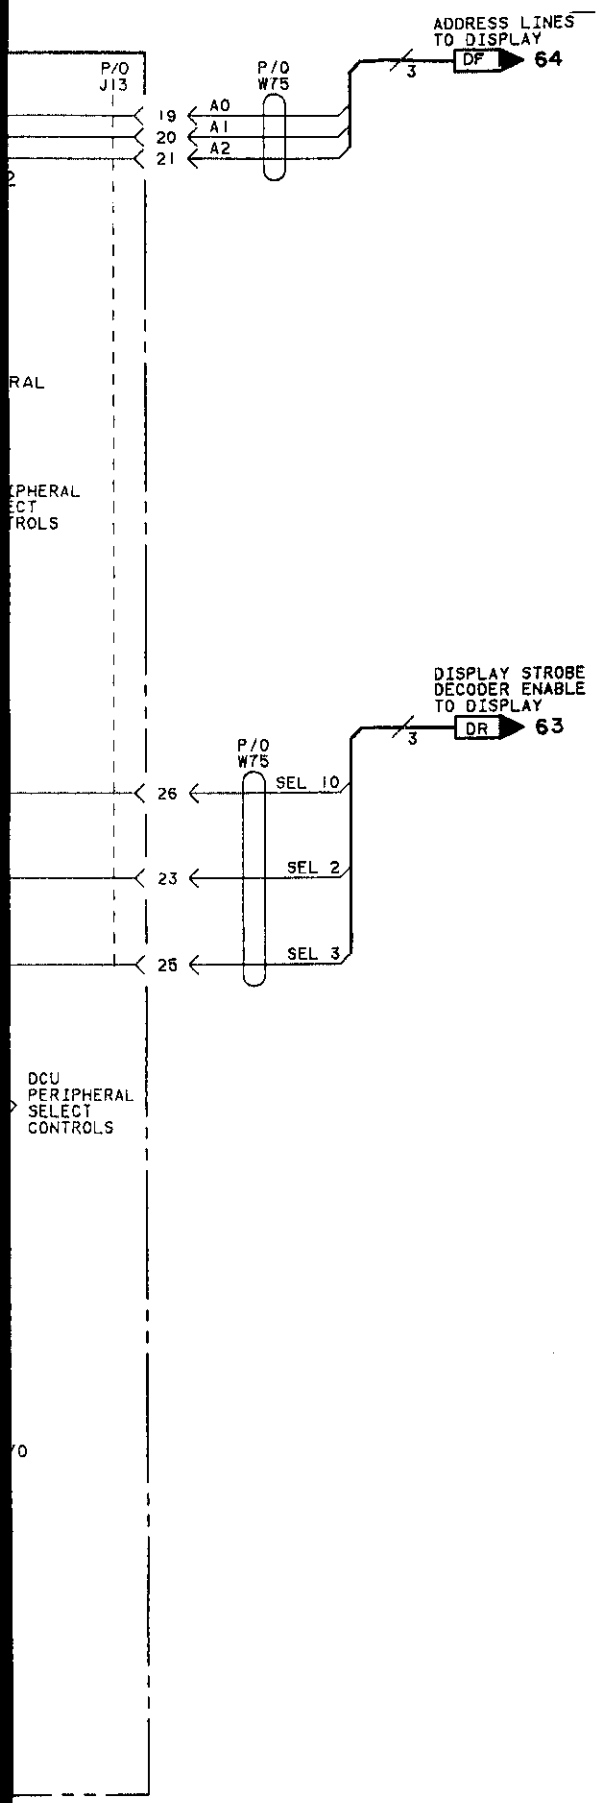 ADDRESS LINES
TO DISPLAY
DF 64
3
P/O
J13
P/O
W75
19 A0
20 A1
21 A2
2
RAL
IPHERAL
ECT
TROLS
DISPLAY STROBE
DECODER ENABLE
TO DISPLAY
DR 63
3
P/O
W75
26 SEL 10
23 SEL 2
25 SEL 3
DCU
PERIPHERAL
SELECT
CONTROLS
/O